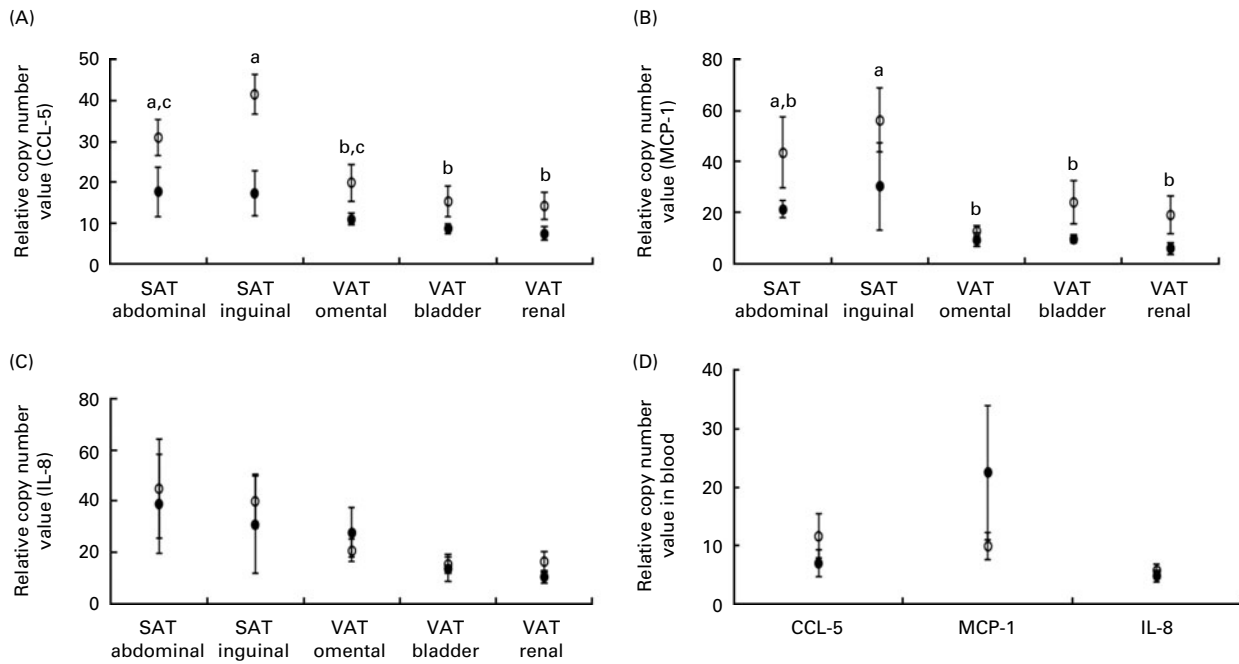 (A)
Relative copy number
value (CCL-5)
50
40
30
20
10
0
a,c
a
b,c
b
b
SAT
abdominal
SAT
inguinal
VAT
omental
VAT
bladder
VAT
renal
(B)
Relative copy number
value (MCP-1)
80
60
40
20
0
a,b
a
b
b
b
SAT
abdominal
SAT
inguinal
VAT
omental
VAT
bladder
VAT
renal
(C)
Relative copy number
value (IL-8)
80
60
40
20
0
SAT
abdominal
SAT
inguinal
VAT
omental
VAT
bladder
VAT
renal
(D)
Relative copy number
value in blood
40
30
20
10
0
CCL-5
MCP-1
IL-8